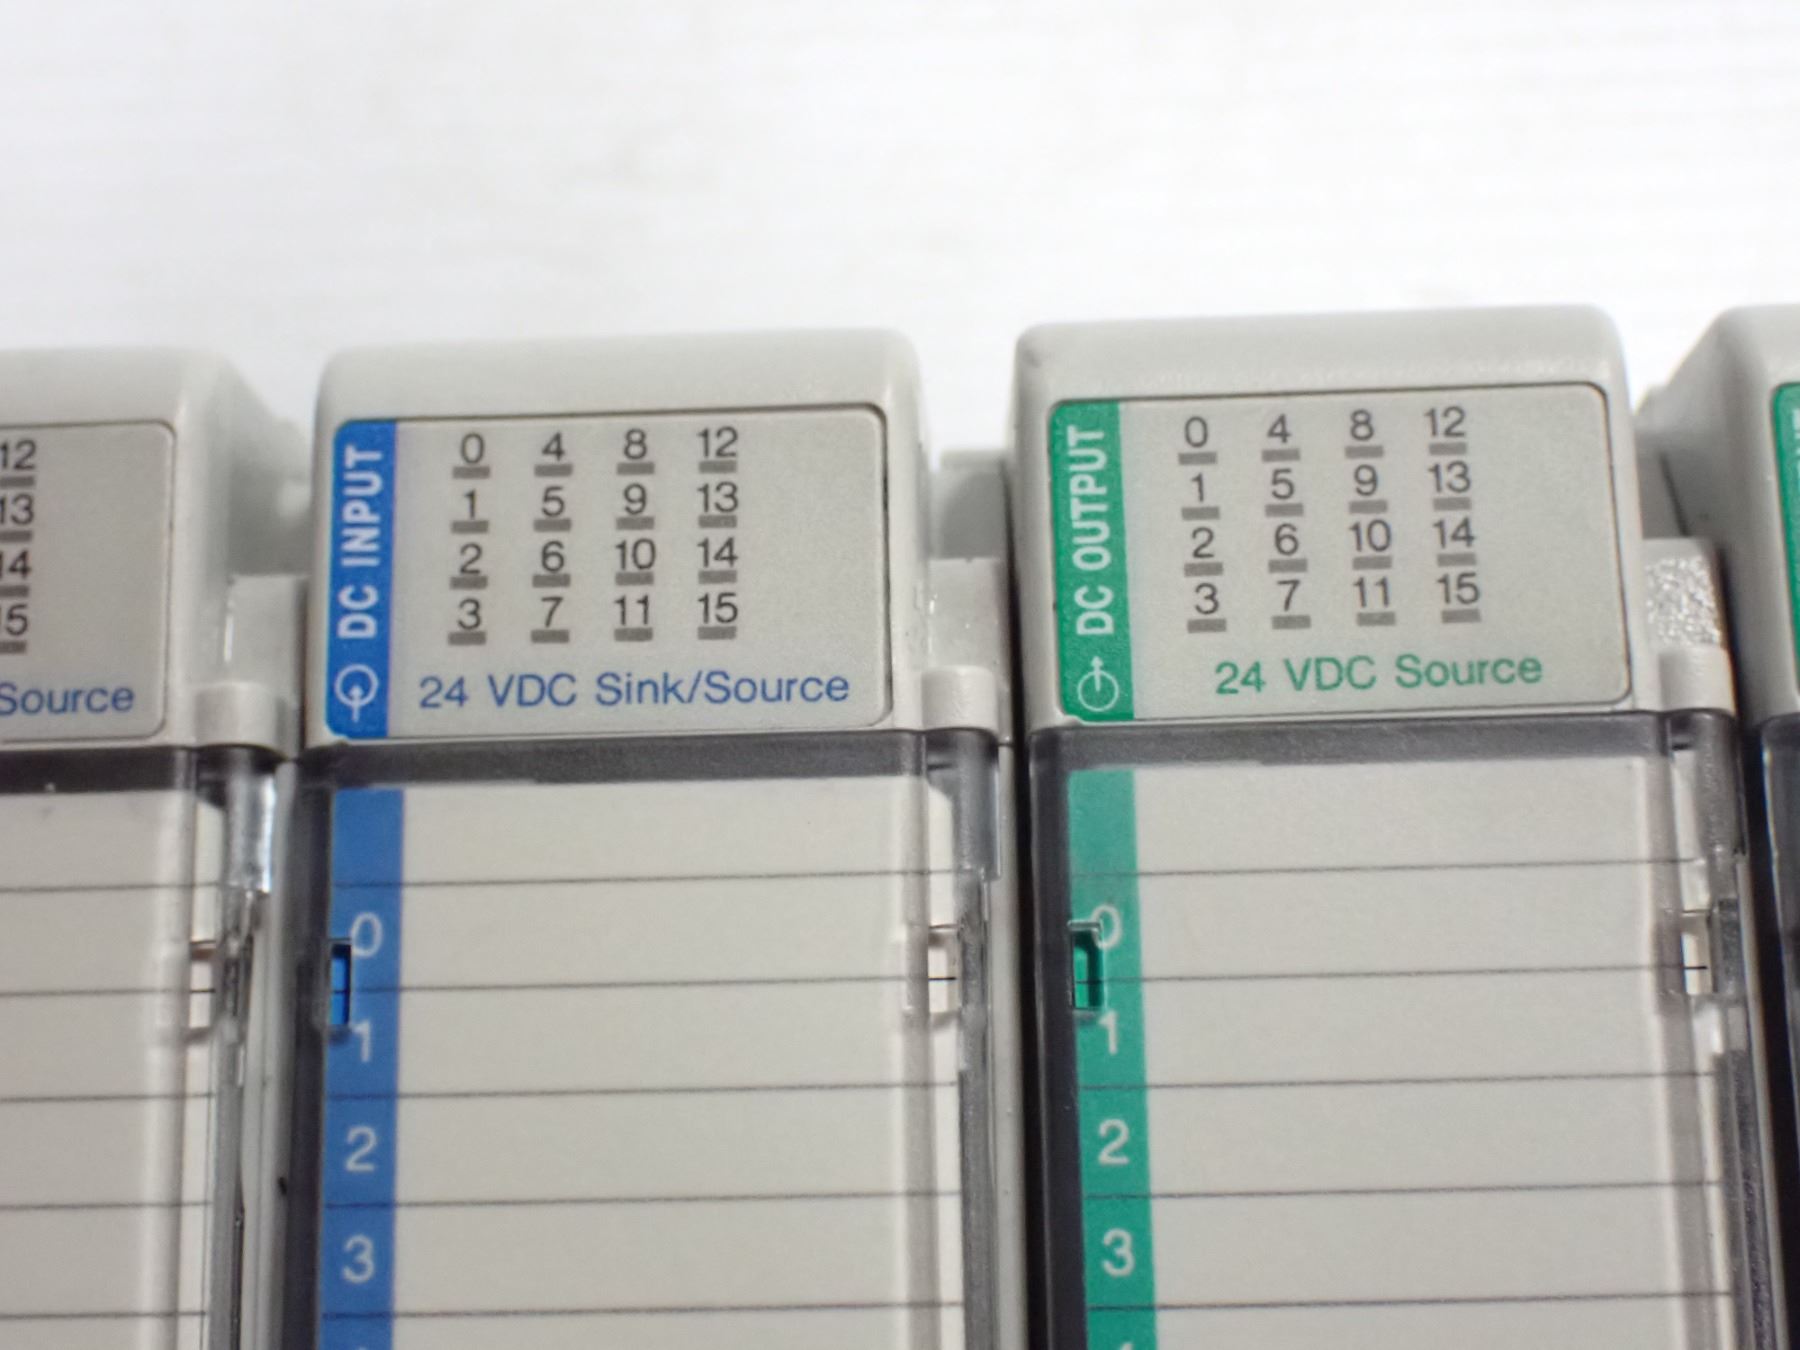 12
13
14
15
Source
DC INPUT
0 4 8 12
1 5 9 13
2 6 10 14
3 7 11 15
24 VDC Sink/Source
0
1
2
3
DC OUTPUT
0 4 8 12
1 5 9 13
2 6 10 14
3 7 11 15
24 VDC Source
0
1
2
3